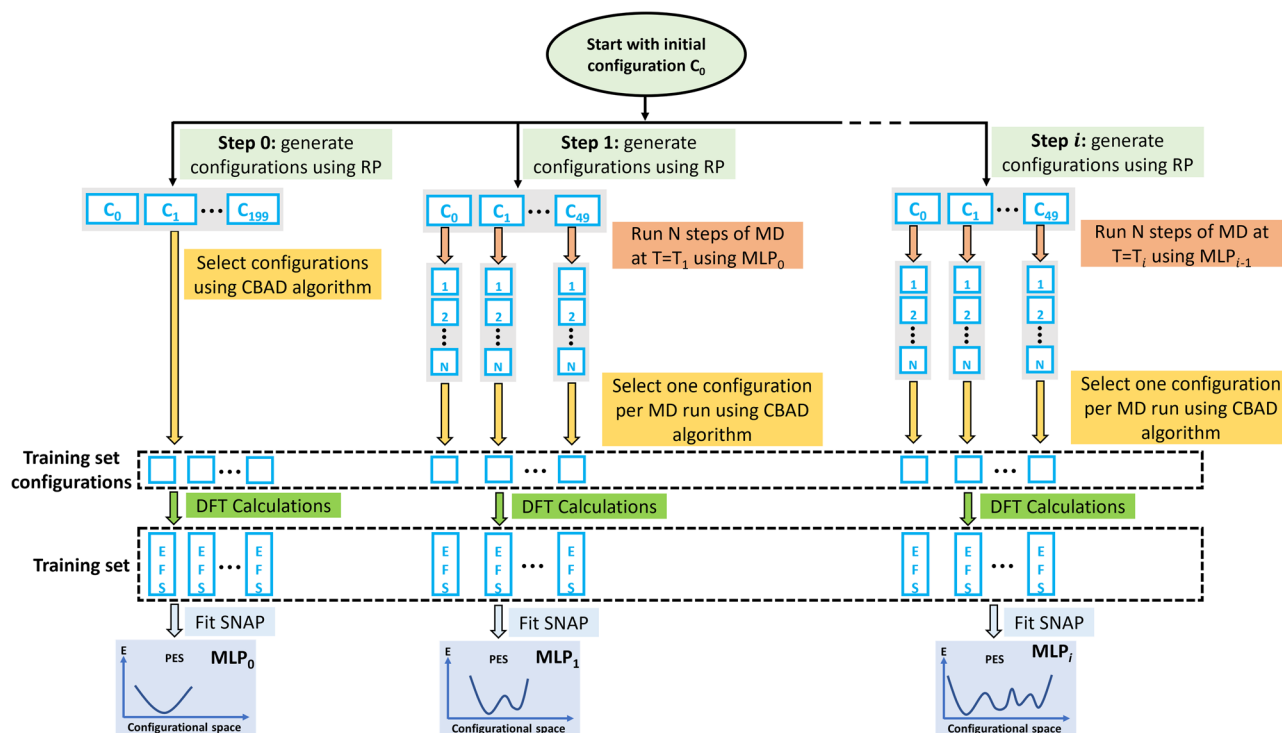 Start with initial
configuration C₀
Step 0: generate
configurations using RP
Step 1: generate
configurations using RP
Step i: generate
configurations using RP
C₀ C₁ ••• C₁₉₉
C₀ C₁ ••• C₄₉
C₀ C₁ ••• C₄₉
Select configurations
using CBAD algorithm
Run N steps of MD
at T=T₁ using MLP₀
Run N steps of MD at
T=Tᵢ using MLPᵢ₋₁
1 1 1
2 2 2
N N N
1 1 1
2 2 2
N N N
Select one configuration
per MD run using CBAD
algorithm
Select one configuration
per MD run using CBAD
algorithm
Training set
configurations
DFT Calculations
DFT Calculations
DFT Calculations
Training set
E E E
F F F
S S S
E E E
F F F
S S S
E E E
F F F
S S S
Fit SNAP
Fit SNAP
Fit SNAP
E PES MLP₀
Configurational space
E PES MLP₁
Configurational space
E PES MLPᵢ
Configurational space